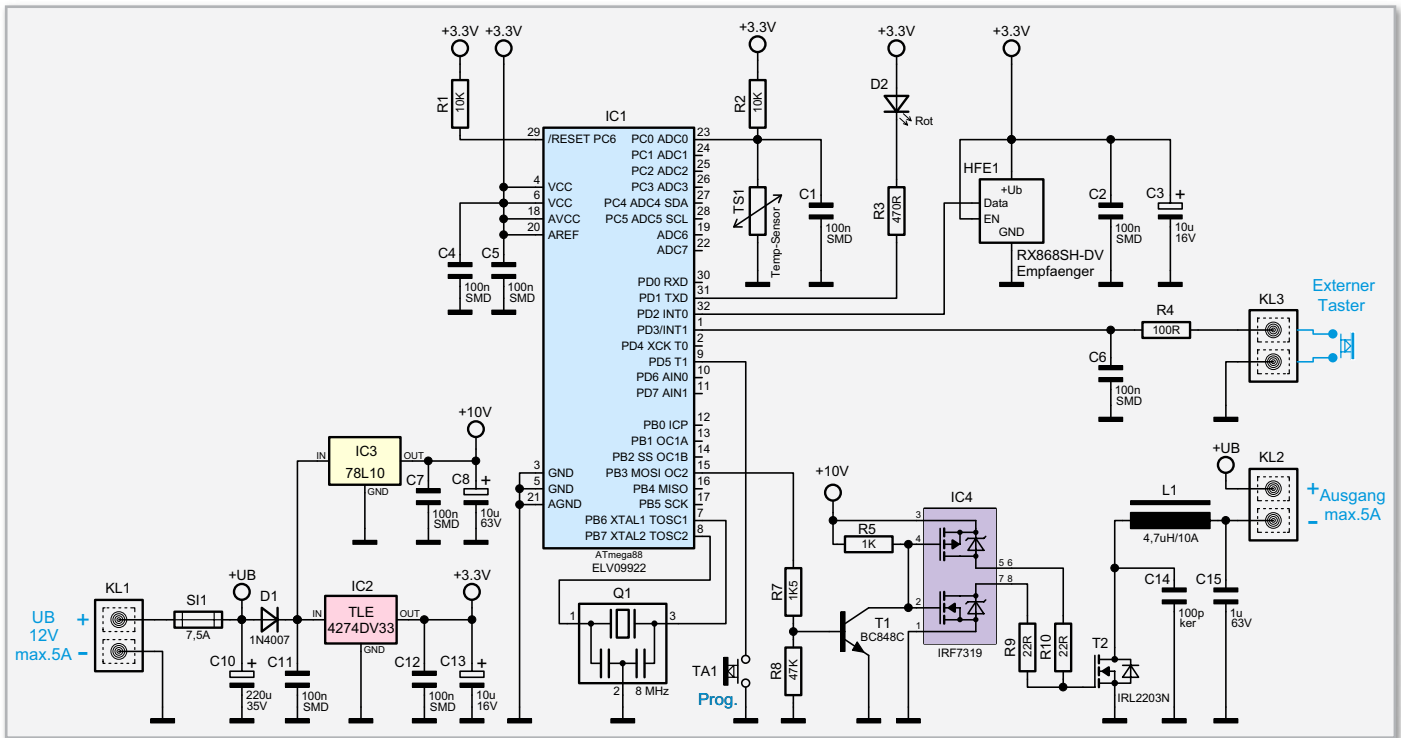 +3.3V
+3.3V
+3.3V
+3.3V
+3.3V
R1
10K
R2
10K
D2
Rot
IC1
29
/RESET PC6
4
VCC
6
VCC
18
AVCC
20
AREF
3
GND
5
GND
21
AGND
PC0 ADC0
23
PC1 ADC1
24
PC2 ADC2
25
PC3 ADC3
26
PC4 ADC4 SDA
27
PC5 ADC5 SCL
28
ADC6
19
ADC7
22
PD0 RXD
30
PD1 TXD
31
PD2 INT0
32
PD3/INT1
1
PD4 XCK T0
2
PD5 T1
9
PD6 AIN0
10
PD7 AIN1
11
PB0 ICP
12
PB1 OC1A
13
PB2 SS OC1B
14
PB3 MOSI OC2
15
PB4 MISO
16
PB5 SCK
17
PB6 XTAL1 TOSC1
7
PB7 XTAL2 TOSC2
8
ATmega88
ELV09922
C4
100n
SMD
C5
100n
SMD
TS1
Temp-Sensor
C1
100n
SMD
R3
470R
HFE1
+Ub
Data
EN
GND
RX868SH-DV
Empfaenger
C2
100n
SMD
C3
+
10u
16V
R4
100R
C6
100n
SMD
KL3
Externer
Taster
+10V
IN
IC3
78L10
OUT
GND
C7
100n
SMD
C8
+
10u
63V
KL1
UB
12V
max.5A
+
-
SI1
7,5A
+UB
D1
1N4007
C10
+
220u
35V
C11
100n
SMD
IN
IC2
TLE
4274DV33
OUT
GND
+3.3V
C12
100n
SMD
C13
+
10u
16V
Q1
1
3
2
8 MHz
TA1
Prog.
R7
1K5
R8
47K
+10V
R5
1K
T1
BC848C
IC4
3
4
2
1
5 6
7 8
IRF7319
R9
22R
R10
22R
T2
IRL2203N
L1
4,7uH/10A
C14
100p
ker
C15
1u
63V
+UB
KL2
+
-
Ausgang
max.5A